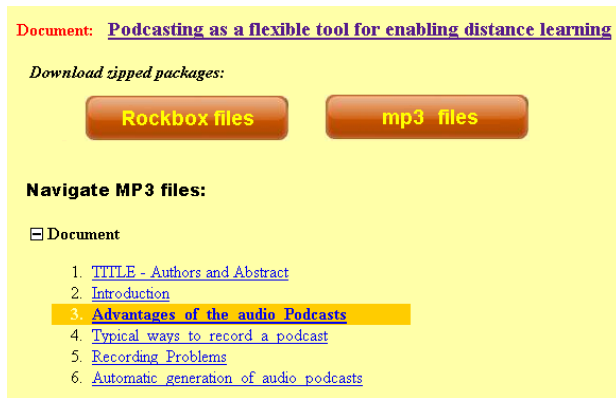 Document: Podcasting as a flexible tool for enabling distance learning
Download zipped packages:
Rockbox files mp3 files
Navigate MP3 files:
Document
1. TITLE - Authors and Abstract
2. Introduction
3. Advantages of the audio Podcasts
4. Typical ways to record a podcast
5. Recording Problems
6. Automatic generation of audio podcasts